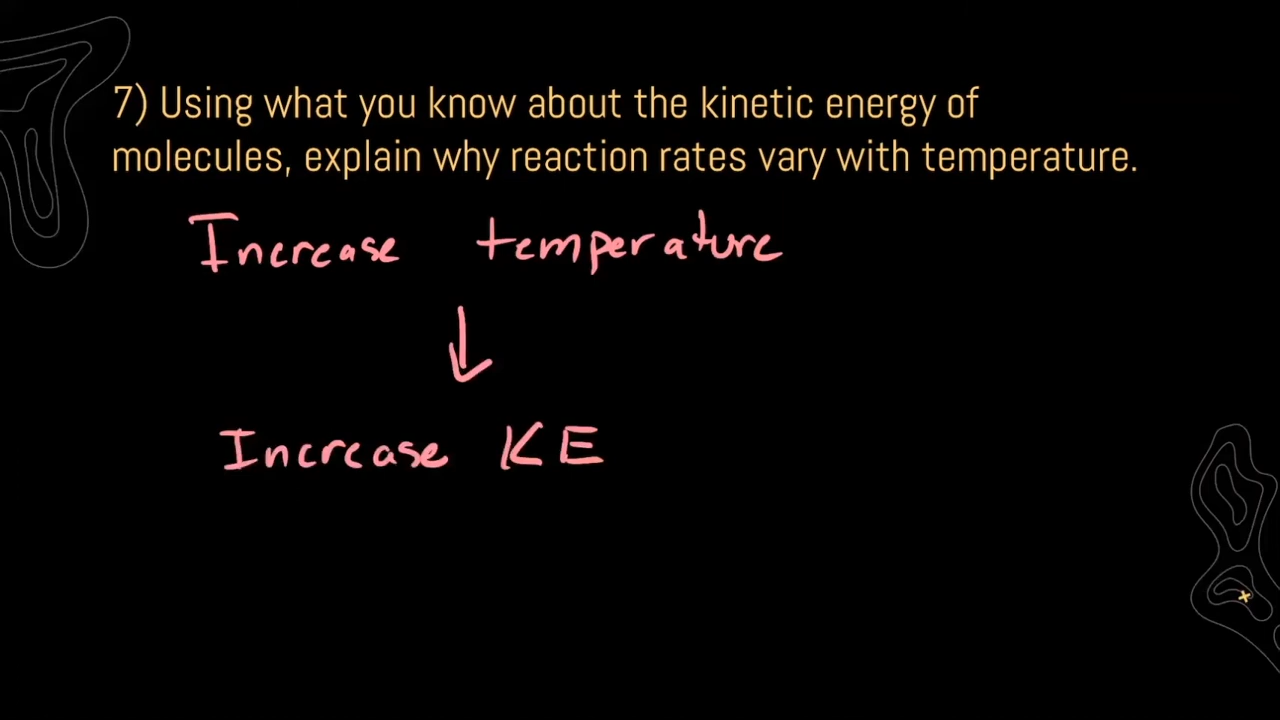 7) Using what you know about the kinetic energy of
molecules, explain why reaction rates vary with temperature.
Increase temperature
Increase KE